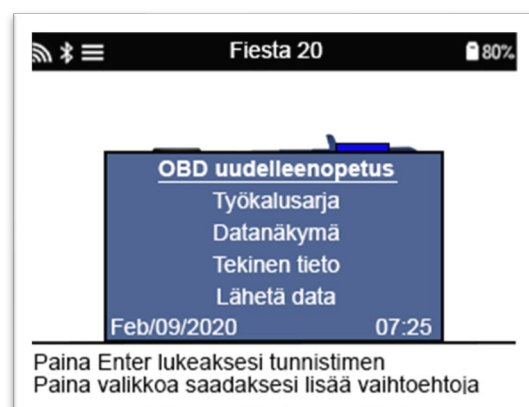 Fiesta 20 80%
OBD uudelleenopetus
Työkalusarja
Datanäkymä
Tekinen tieto
Lähetä data
Feb/09/2020 07:25
Paina Enter lukeaksesi tunnistimen
Paina valikkoa saadaksesi lisää vaihtoehtoja